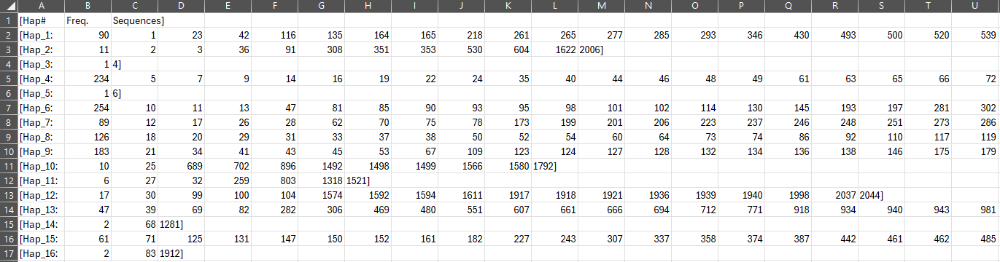 A B C D E F G H I J K L M N O P Q R S T U
1 [Hap# Freq. Sequences]
2 [Hap_1: 90 1 23 42 116 135 164 165 218 261 265 277 285 293 346 430 493 500 520 539
3 [Hap_2: 11 2 3 36 91 308 351 353 530 604 1622 2006]
4 [Hap_3: 1 4]
5 [Hap_4: 234 5 7 9 14 16 19 22 24 35 40 44 46 48 49 61 63 65 66 72
6 [Hap_5: 1 6]
7 [Hap_6: 254 10 11 13 47 81 85 90 93 95 98 101 102 114 130 145 193 197 281 302
8 [Hap_7: 89 12 17 26 28 62 70 75 78 173 199 201 206 223 237 246 248 251 273 286
9 [Hap_8: 126 18 20 29 31 33 37 38 50 52 54 60 64 73 74 86 92 110 117 119
10 [Hap_9: 183 21 34 41 43 45 53 67 109 123 124 127 128 132 134 136 138 146 175 179
11 [Hap_10: 10 25 689 702 896 1492 1498 1499 1566 1580 1792]
12 [Hap_11: 6 27 32 259 803 1318 1521]
13 [Hap_12: 17 30 99 100 104 1574 1592 1594 1611 1917 1918 1921 1936 1939 1940 1998 2037 2044]
14 [Hap_13: 47 39 69 82 282 306 469 480 551 607 661 666 694 712 771 918 934 940 943 981
15 [Hap_14: 2 68 1281]
16 [Hap_15: 61 71 125 131 147 150 152 161 182 227 243 307 337 358 374 387 442 461 462 485
17 [Hap_16: 2 83 1912]